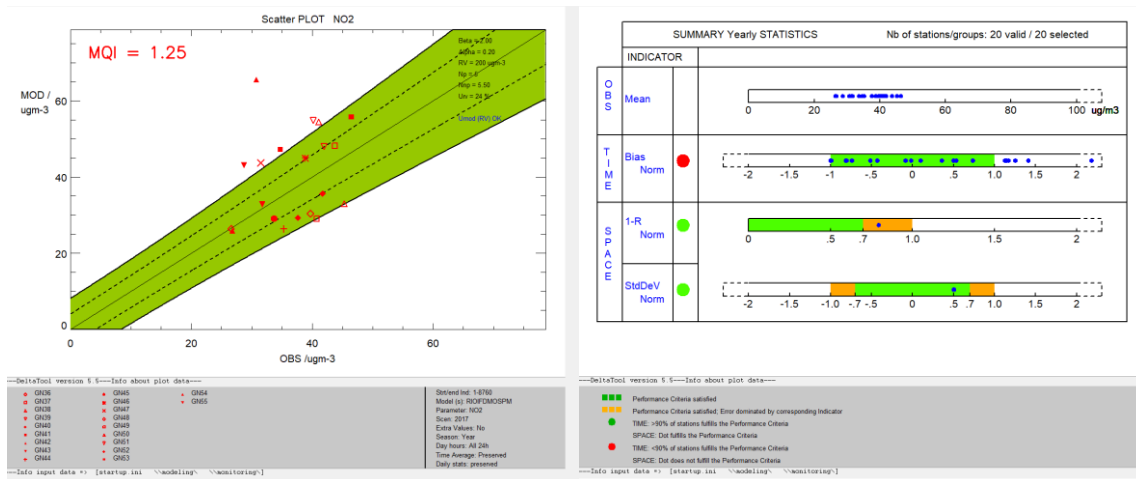 Scatter PLOT NO2
MQI = 1.25
Beta = 2.00
Alpha = 0.20
RV = 200 ugm-3
Np = 6
Nnp = 5.50
Unv = 24 %
Umod (RV) OK
MOD /
ugm-3
60
40
20
0
0 20 40 60
OBS /ugm-3
---DeltaTool version 5.5---Info about plot data---
GN36 GN45 GN54
GN37 GN46 GN55
GN38 GN47
GN39 GN48
GN40 GN49
GN41 GN50
GN42 GN51
GN43 GN52
GN44 GN53
Strt/end Ind: 1-8760
Model (s): RIOIFDMOSPM
Parameter: NO2
Scen: 2017
Extra Values: No
Season: Year
Day hours: All 24h
Time Average: Preserved
Daily stats: preserved
---Info input data => [startup.ini \\modeling\ \\monitoring\]
SUMMARY Yearly STATISTICS Nb of stations/groups: 20 valid / 20 selected
INDICATOR
OBS
Mean
0 20 40 60 80 100 ug/m3
TIME
Bias
Norm
-2 -1.5 -1 -.5 0 .5 1.0 1.5 2
SPACE
1-R
Norm
0 .5 .7 1.0 1.5 2
StdDeV
Norm
-2 -1.5 -1.0 -.7 -.5 0 .5 .7 1.0 1.5 2
---DeltaTool version 5.5---Info about plot data---
Performance Criteria satisfied
Performance Criteria satisfied; Error dominated by corresponding Indicator
TIME: >90% of stations fulfills the Performance Criteria
SPACE: Dot fulfills the Performance Criteria
TIME: <90% of stations fulfills the Performance Criteria
SPACE: Dot does not fulfill the Performance Criteria
---Info input data => [startup.ini \\modeling\ \\monitoring\]